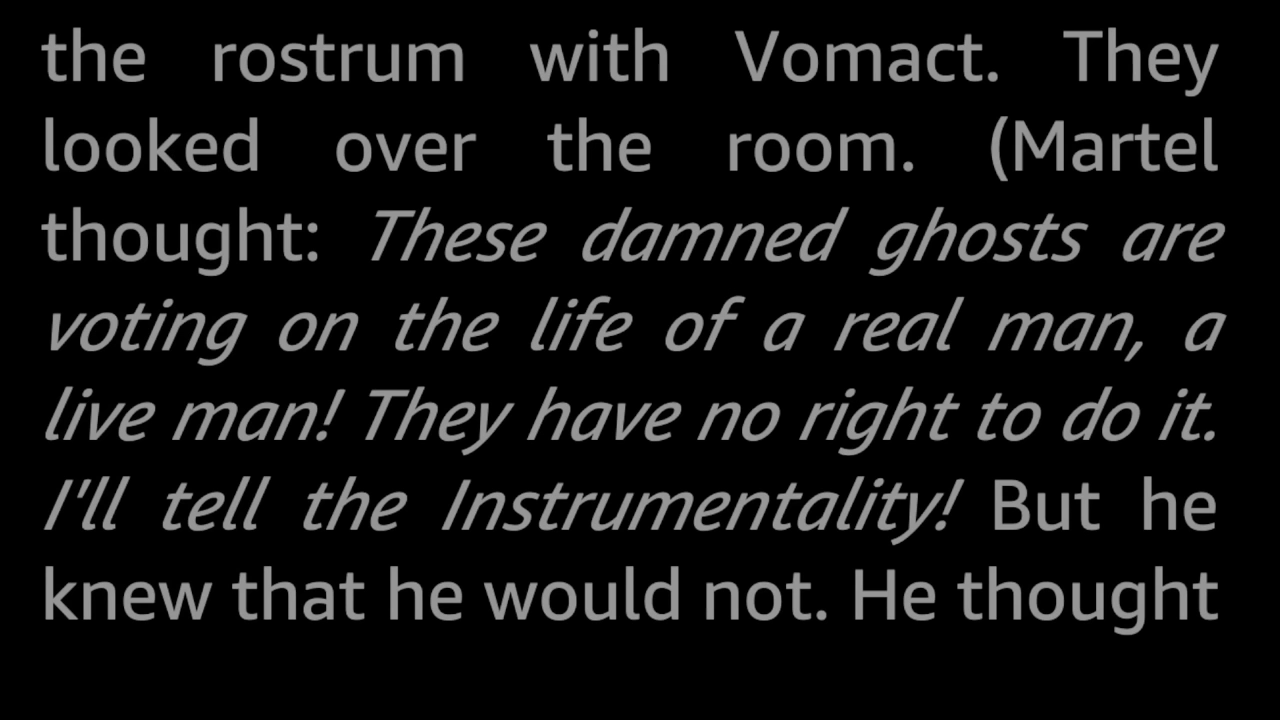 the rostrum with Vomact. They
looked over the room. (Martel
thought: These damned ghosts are
voting on the life of a real man, a
live man! They have no right to do it.
I'll tell the Instrumentality! But he
knew that he would not. He thought